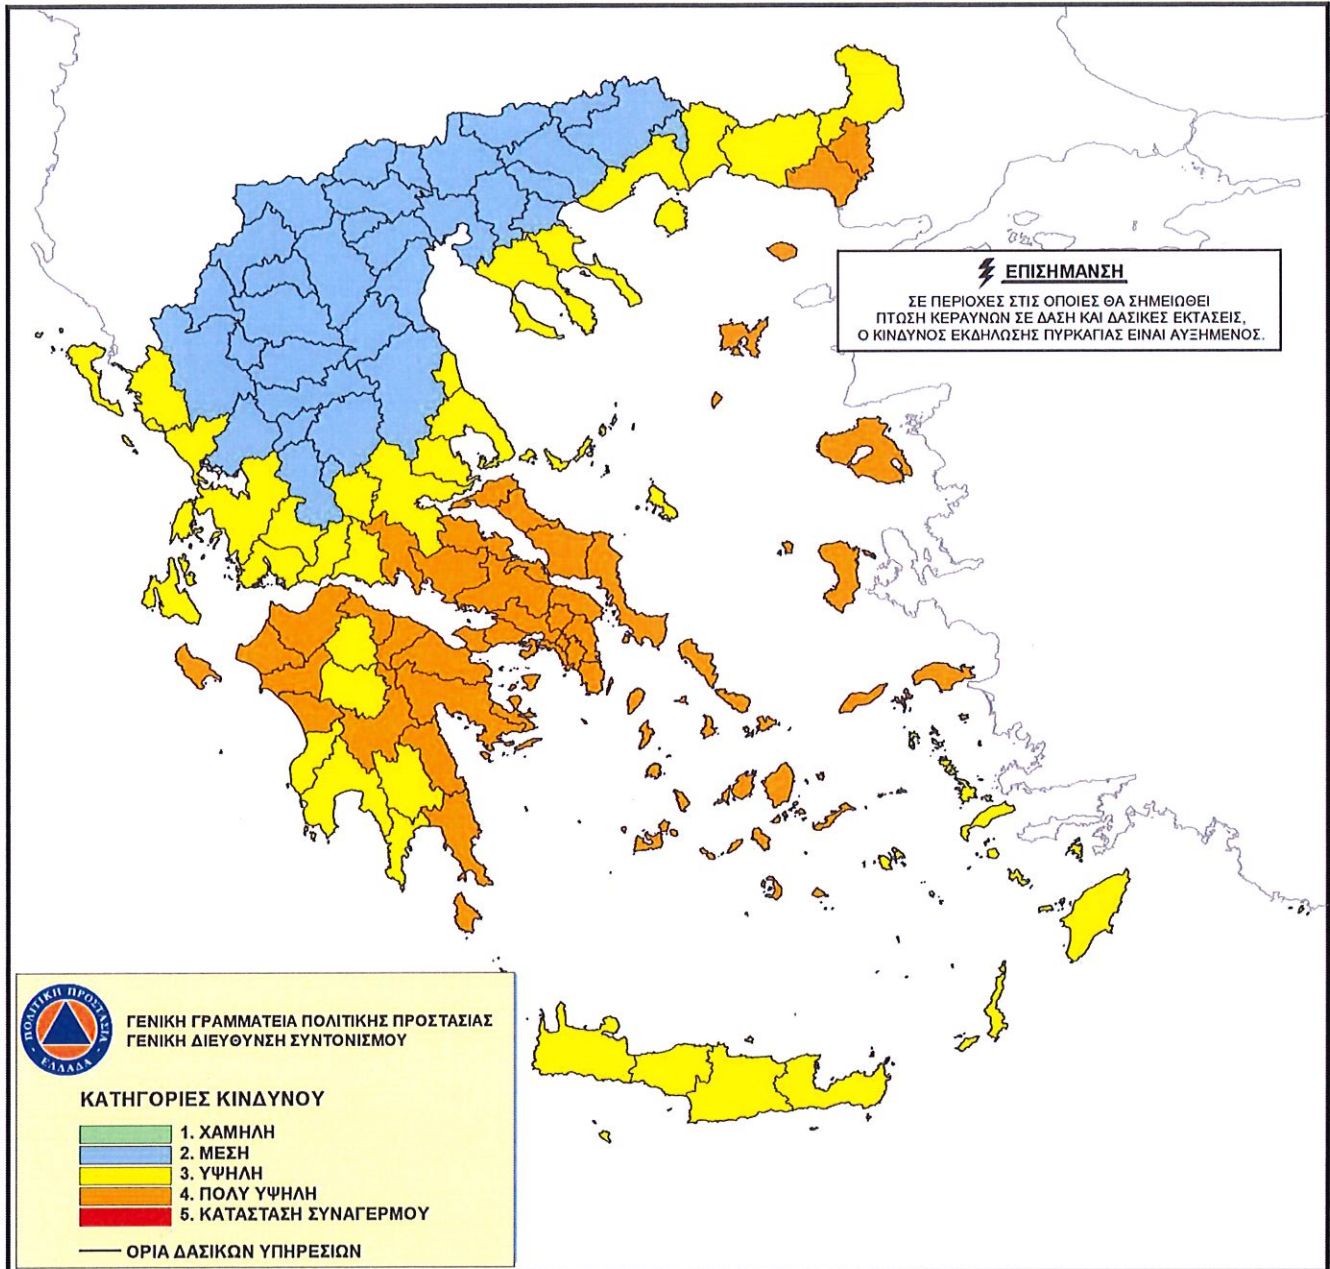 ΕΠΙΣΗΜΑΝΣΗ
ΣΕ ΠΕΡΙΟΧΕΣ ΣΤΙΣ ΟΠΟΙΕΣ ΘΑ ΣΗΜΕΙΩΘΕΙ
ΠΤΩΣΗ ΚΕΡΑΥΝΩΝ ΣΕ ΔΑΣΗ ΚΑΙ ΔΑΣΙΚΕΣ ΕΚΤΑΣΕΙΣ,
Ο ΚΙΝΔΥΝΟΣ ΕΚΔΗΛΩΣΗΣ ΠΥΡΚΑΓΙΑΣ ΕΙΝΑΙ ΑΥΞΗΜΕΝΟΣ.
ΠΟΛΙΤΙΚΗ ΠΡΟΣΤΑΣΙΑ
ΕΛΛΑΔΑ
ΓΕΝΙΚΗ ΓΡΑΜΜΑΤΕΙΑ ΠΟΛΙΤΙΚΗΣ ΠΡΟΣΤΑΣΙΑΣ
ΓΕΝΙΚΗ ΔΙΕΥΘΥΝΣΗ ΣΥΝΤΟΝΙΣΜΟΥ
ΚΑΤΗΓΟΡΙΕΣ ΚΙΝΔΥΝΟΥ
1. ΧΑΜΗΛΗ
2. ΜΕΣΗ
3. ΥΨΗΛΗ
4. ΠΟΛΥ ΥΨΗΛΗ
5. ΚΑΤΑΣΤΑΣΗ ΣΥΝΑΓΕΡΜΟΥ
ΟΡΙΑ ΔΑΣΙΚΩΝ ΥΠΗΡΕΣΙΩΝ